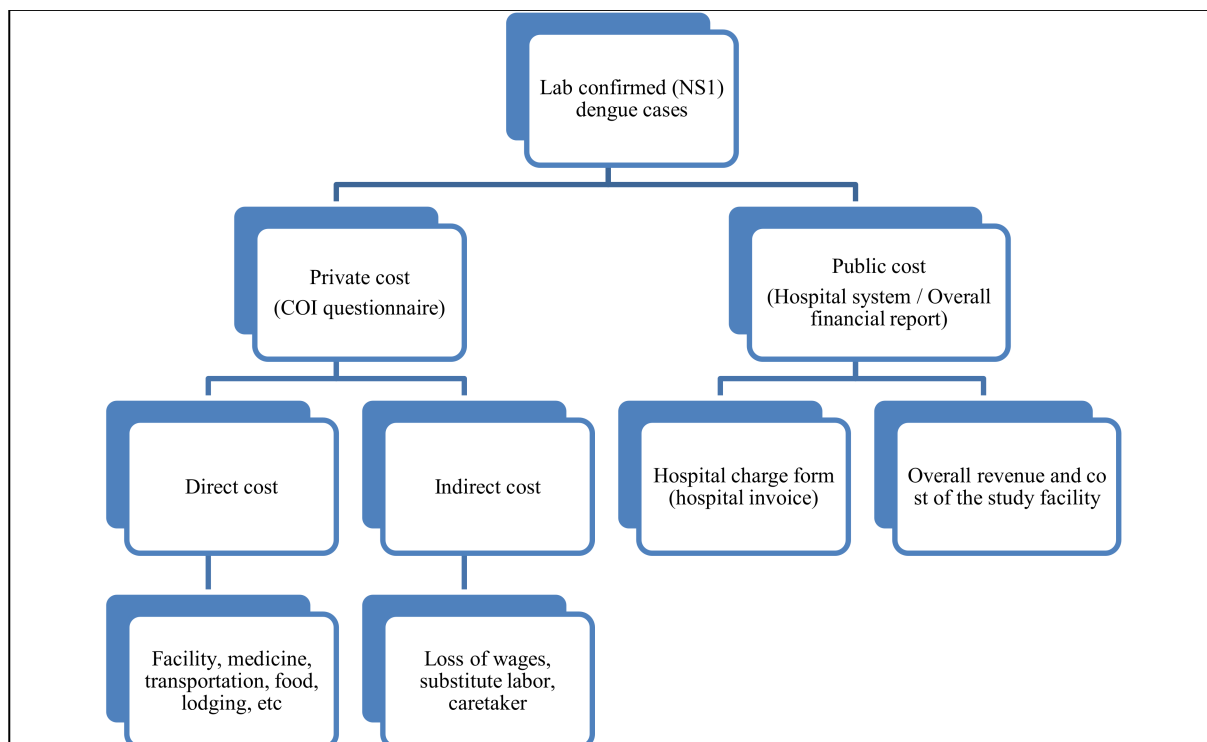 Lab confirmed (NS1)
dengue cases
Private cost
(COI questionnaire)
Public cost
(Hospital system / Overall
financial report)
Direct cost
Indirect cost
Hospital charge form
(hospital invoice)
Overall revenue and co
st of the study facility
Facility, medicine,
transportation, food,
lodging, etc
Loss of wages,
substitute labor,
caretaker